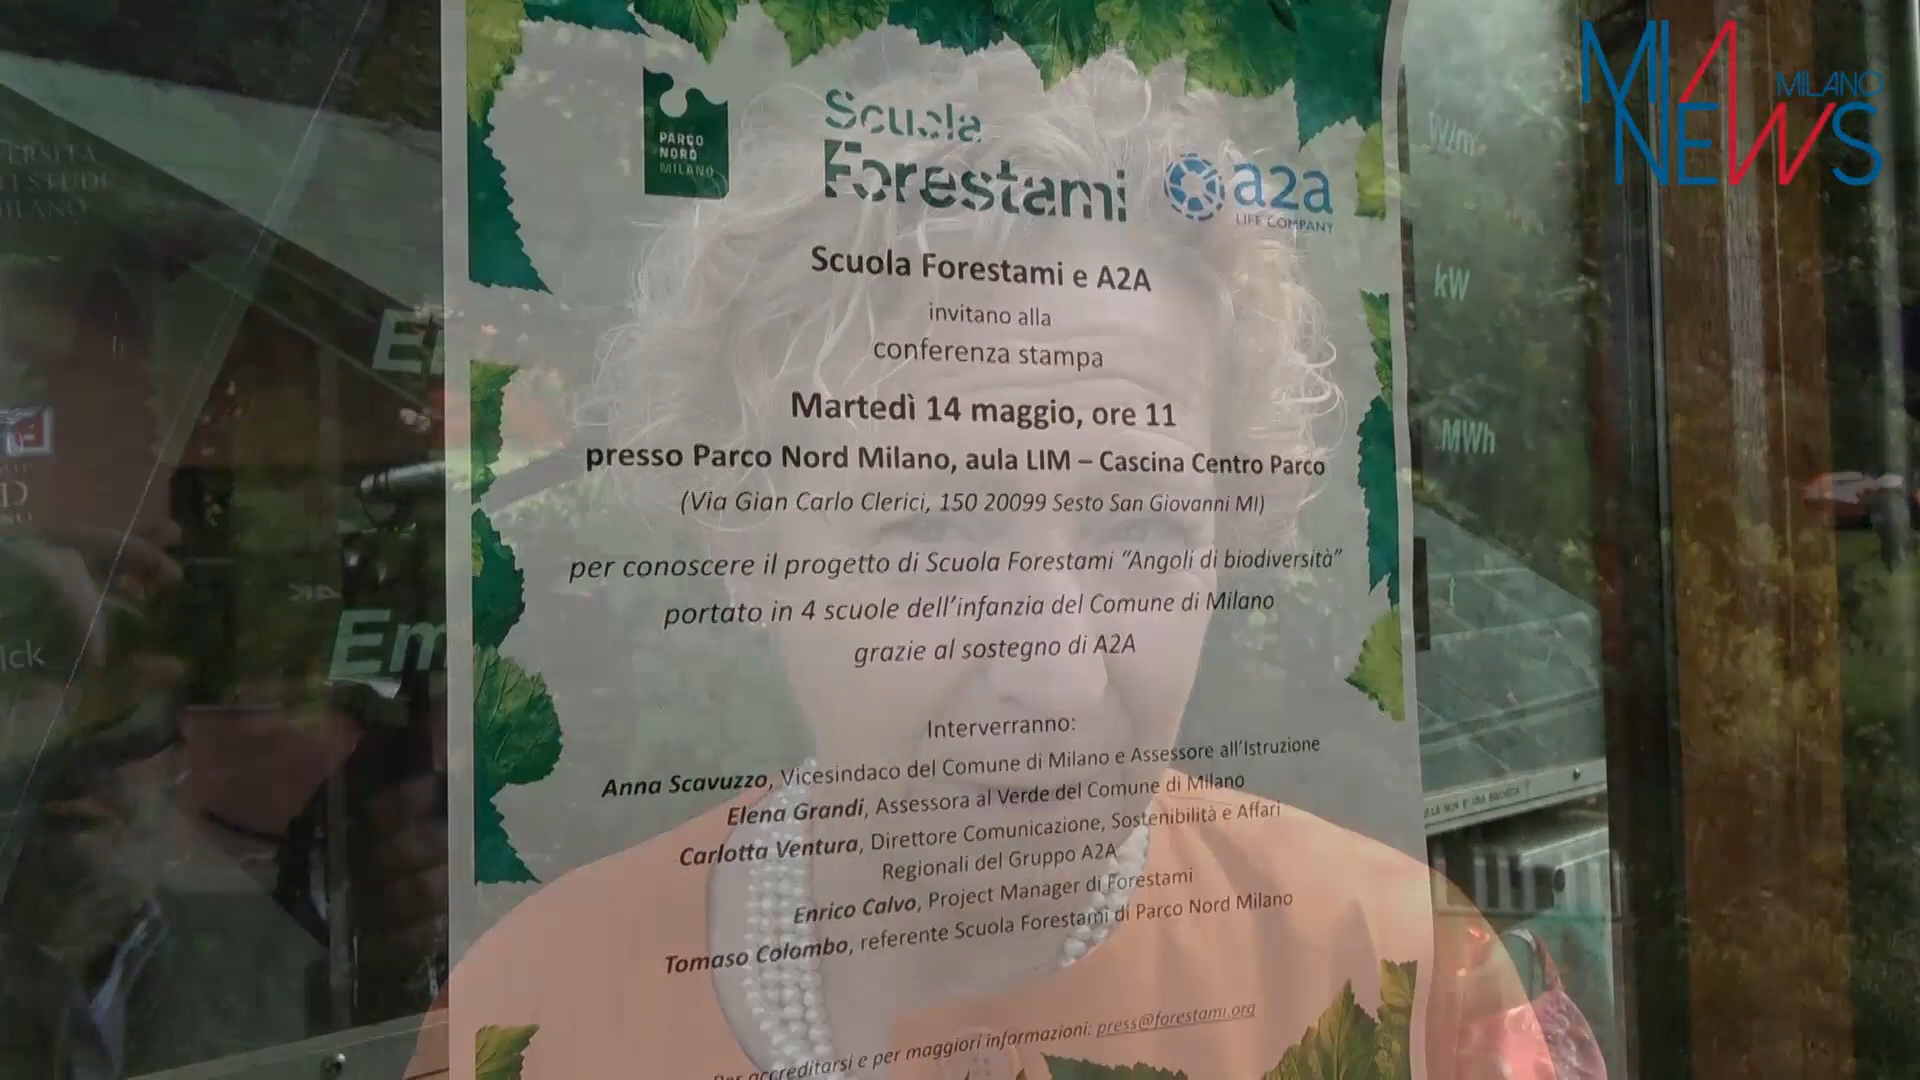 MIA MILANO
NEWS
PARCO
NORD
MILANO
Scuola
Forestami
a2a
LIFE COMPANY
Scuola Forestami e A2A
invitano alla
conferenza stampa
Martedì 14 maggio, ore 11
presso Parco Nord Milano, aula LIM – Cascina Centro Parco
(Via Gian Carlo Clerici, 150 20099 Sesto San Giovanni MI)
per conoscere il progetto di Scuola Forestami “Angoli di biodiversità”
portato in 4 scuole dell’infanzia del Comune di Milano
grazie al sostegno di A2A
Interverranno:
Anna Scavuzzo, Vicesindaco del Comune di Milano e Assessore all’Istruzione
Elena Grandi, Assessora al Verde del Comune di Milano
Carlotta Ventura, Direttore Comunicazione, Sostenibilità e Affari
Regionali del Gruppo A2A
Enrico Calvo, Project Manager di Forestami
Tomaso Colombo, referente Scuola Forestami di Parco Nord Milano
Per accreditarsi e per maggiori informazioni: press@forestami.org
W/m
kW
MWh
Em